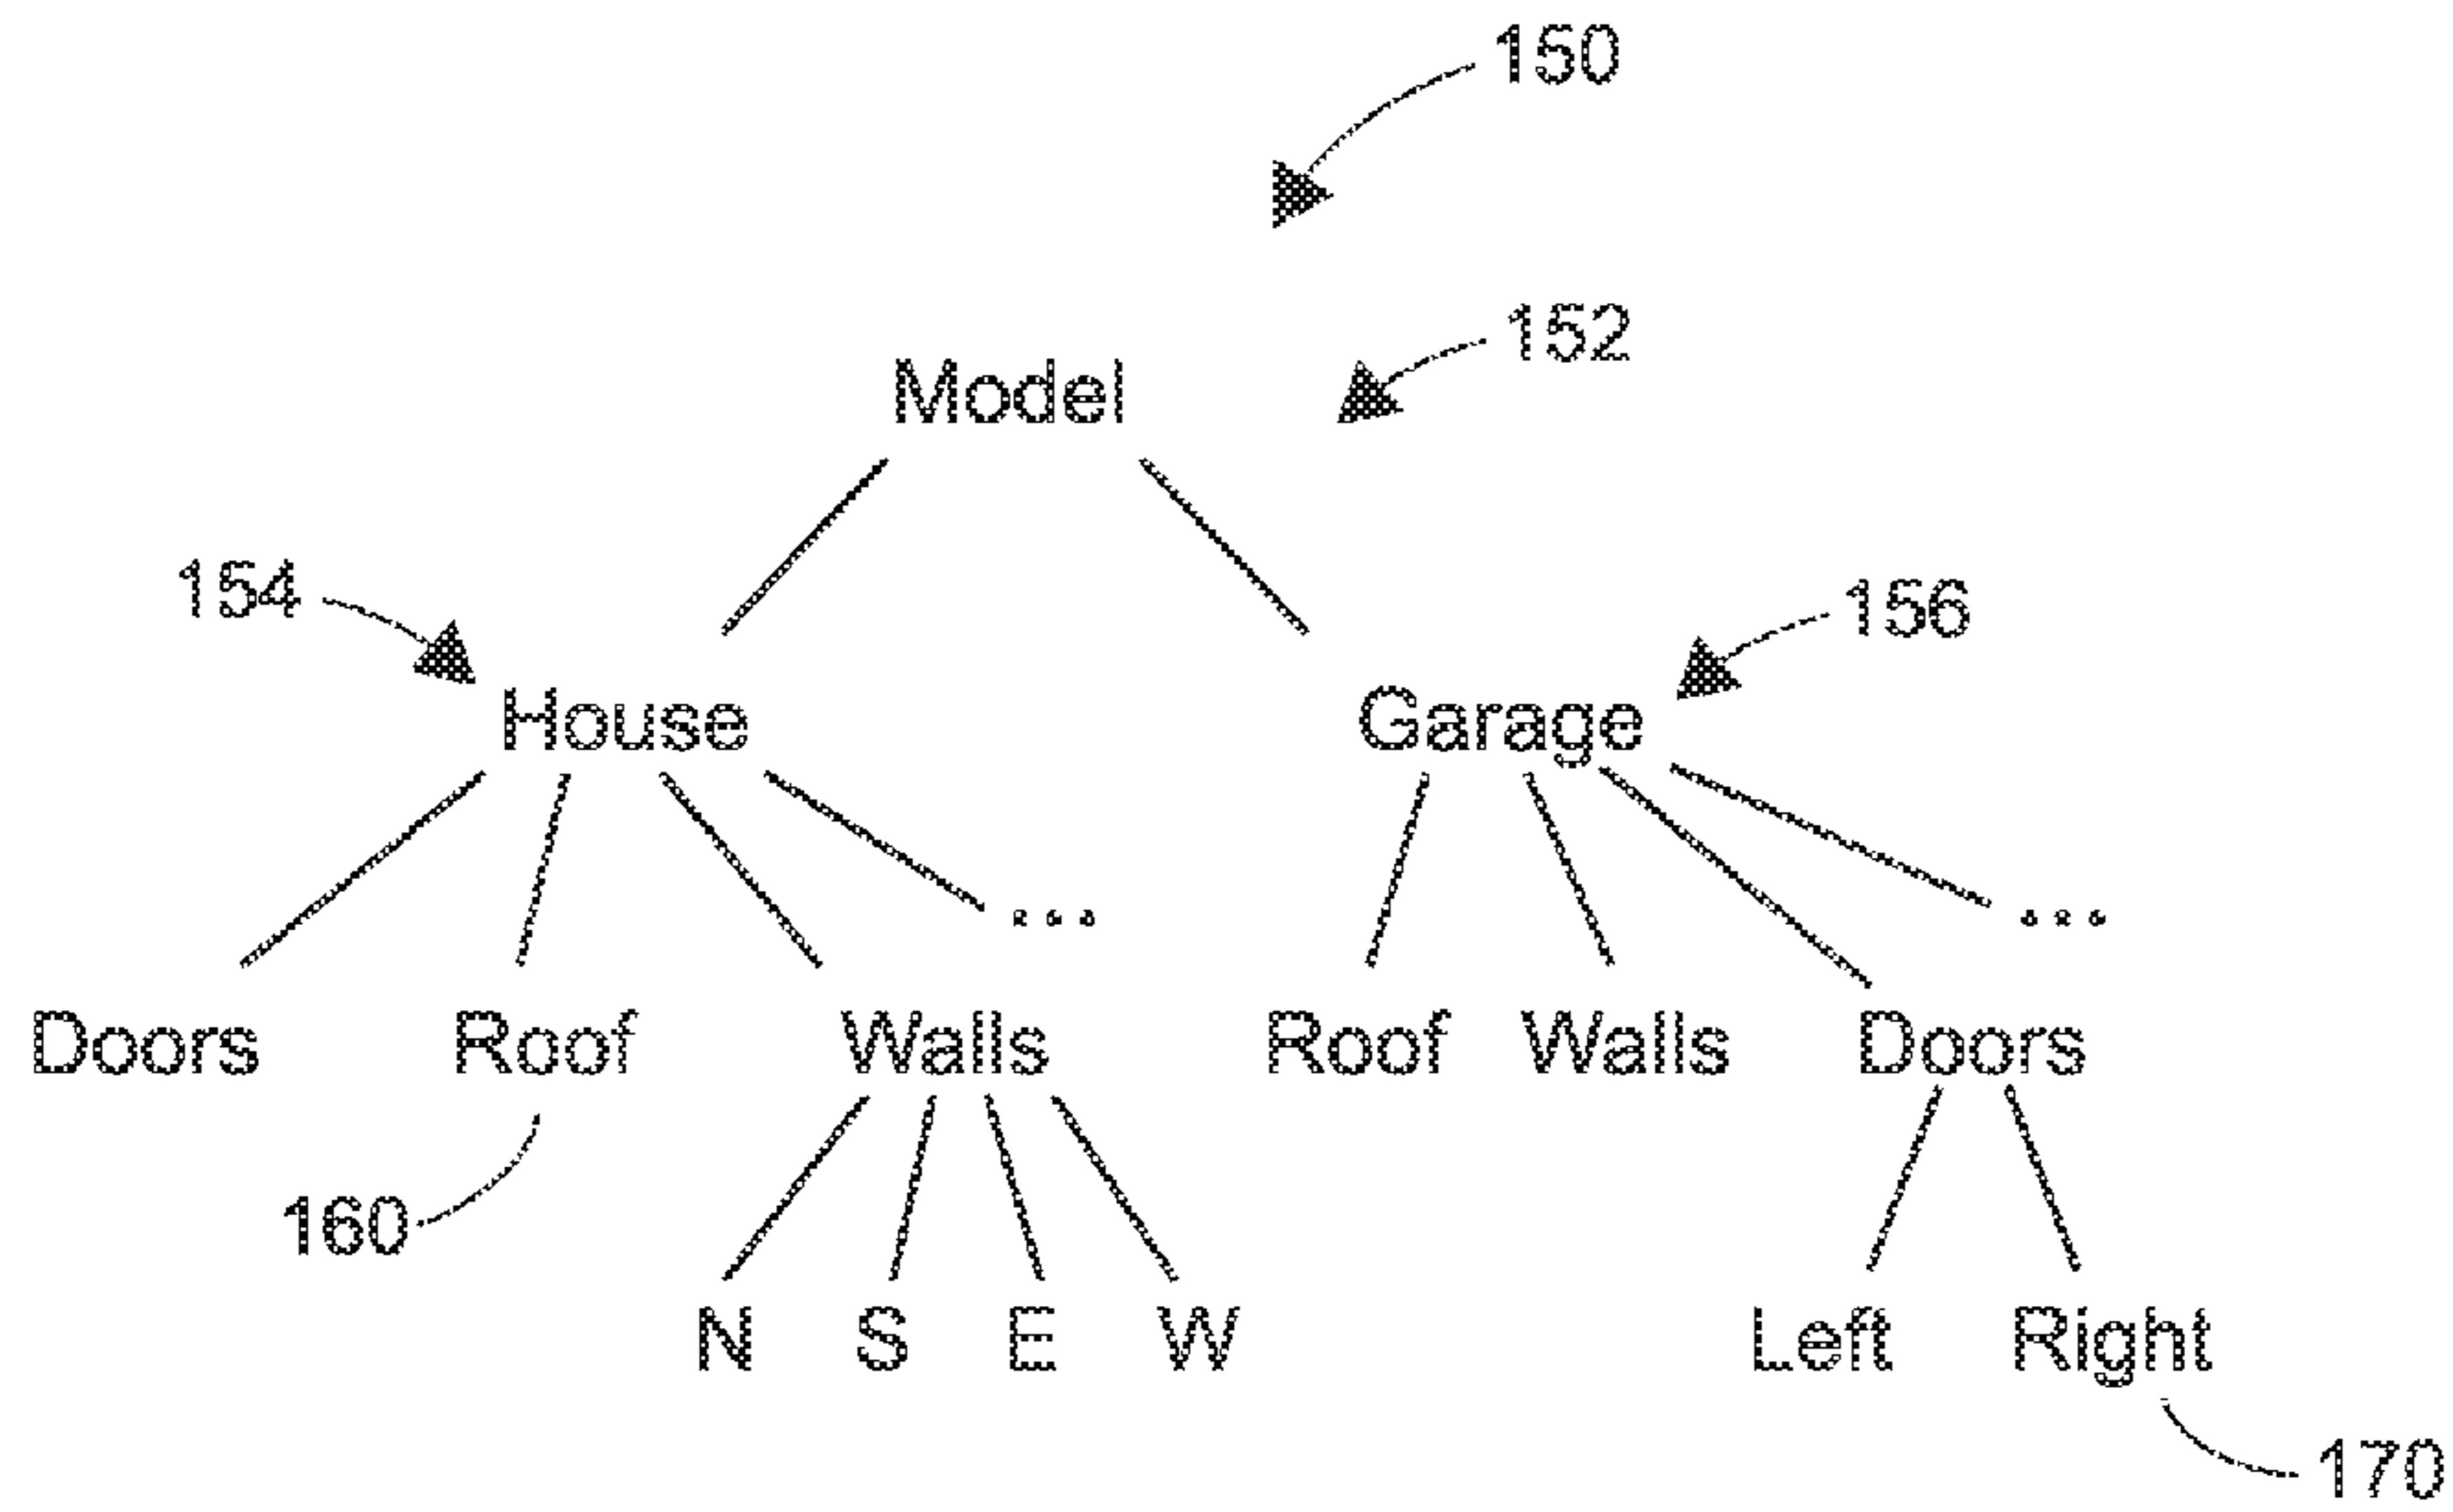 150
152
Model
154
156
House
Garage
...
...
Doors
Roof
Walls
Roof
Walls
Doors
160
N
S
E
W
Left
Right
170